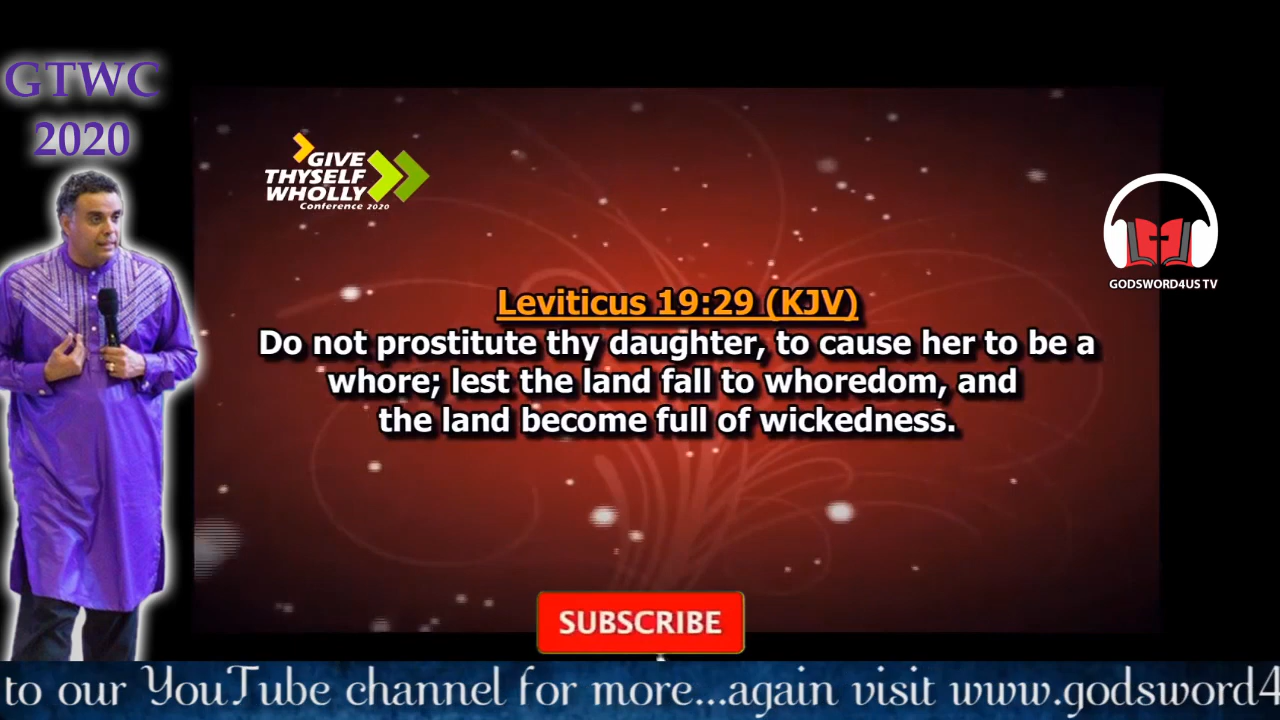 GTWC
2020
GIVE
THYSELF
WHOLLY
Conference 2020
GODSWORD4US TV
Leviticus 19:29 (KJV)
Do not prostitute thy daughter, to cause her to be a
whore; lest the land fall to whoredom, and
the land become full of wickedness.
SUBSCRIBE
to our YouTube channel for more...again visit www.godsword4